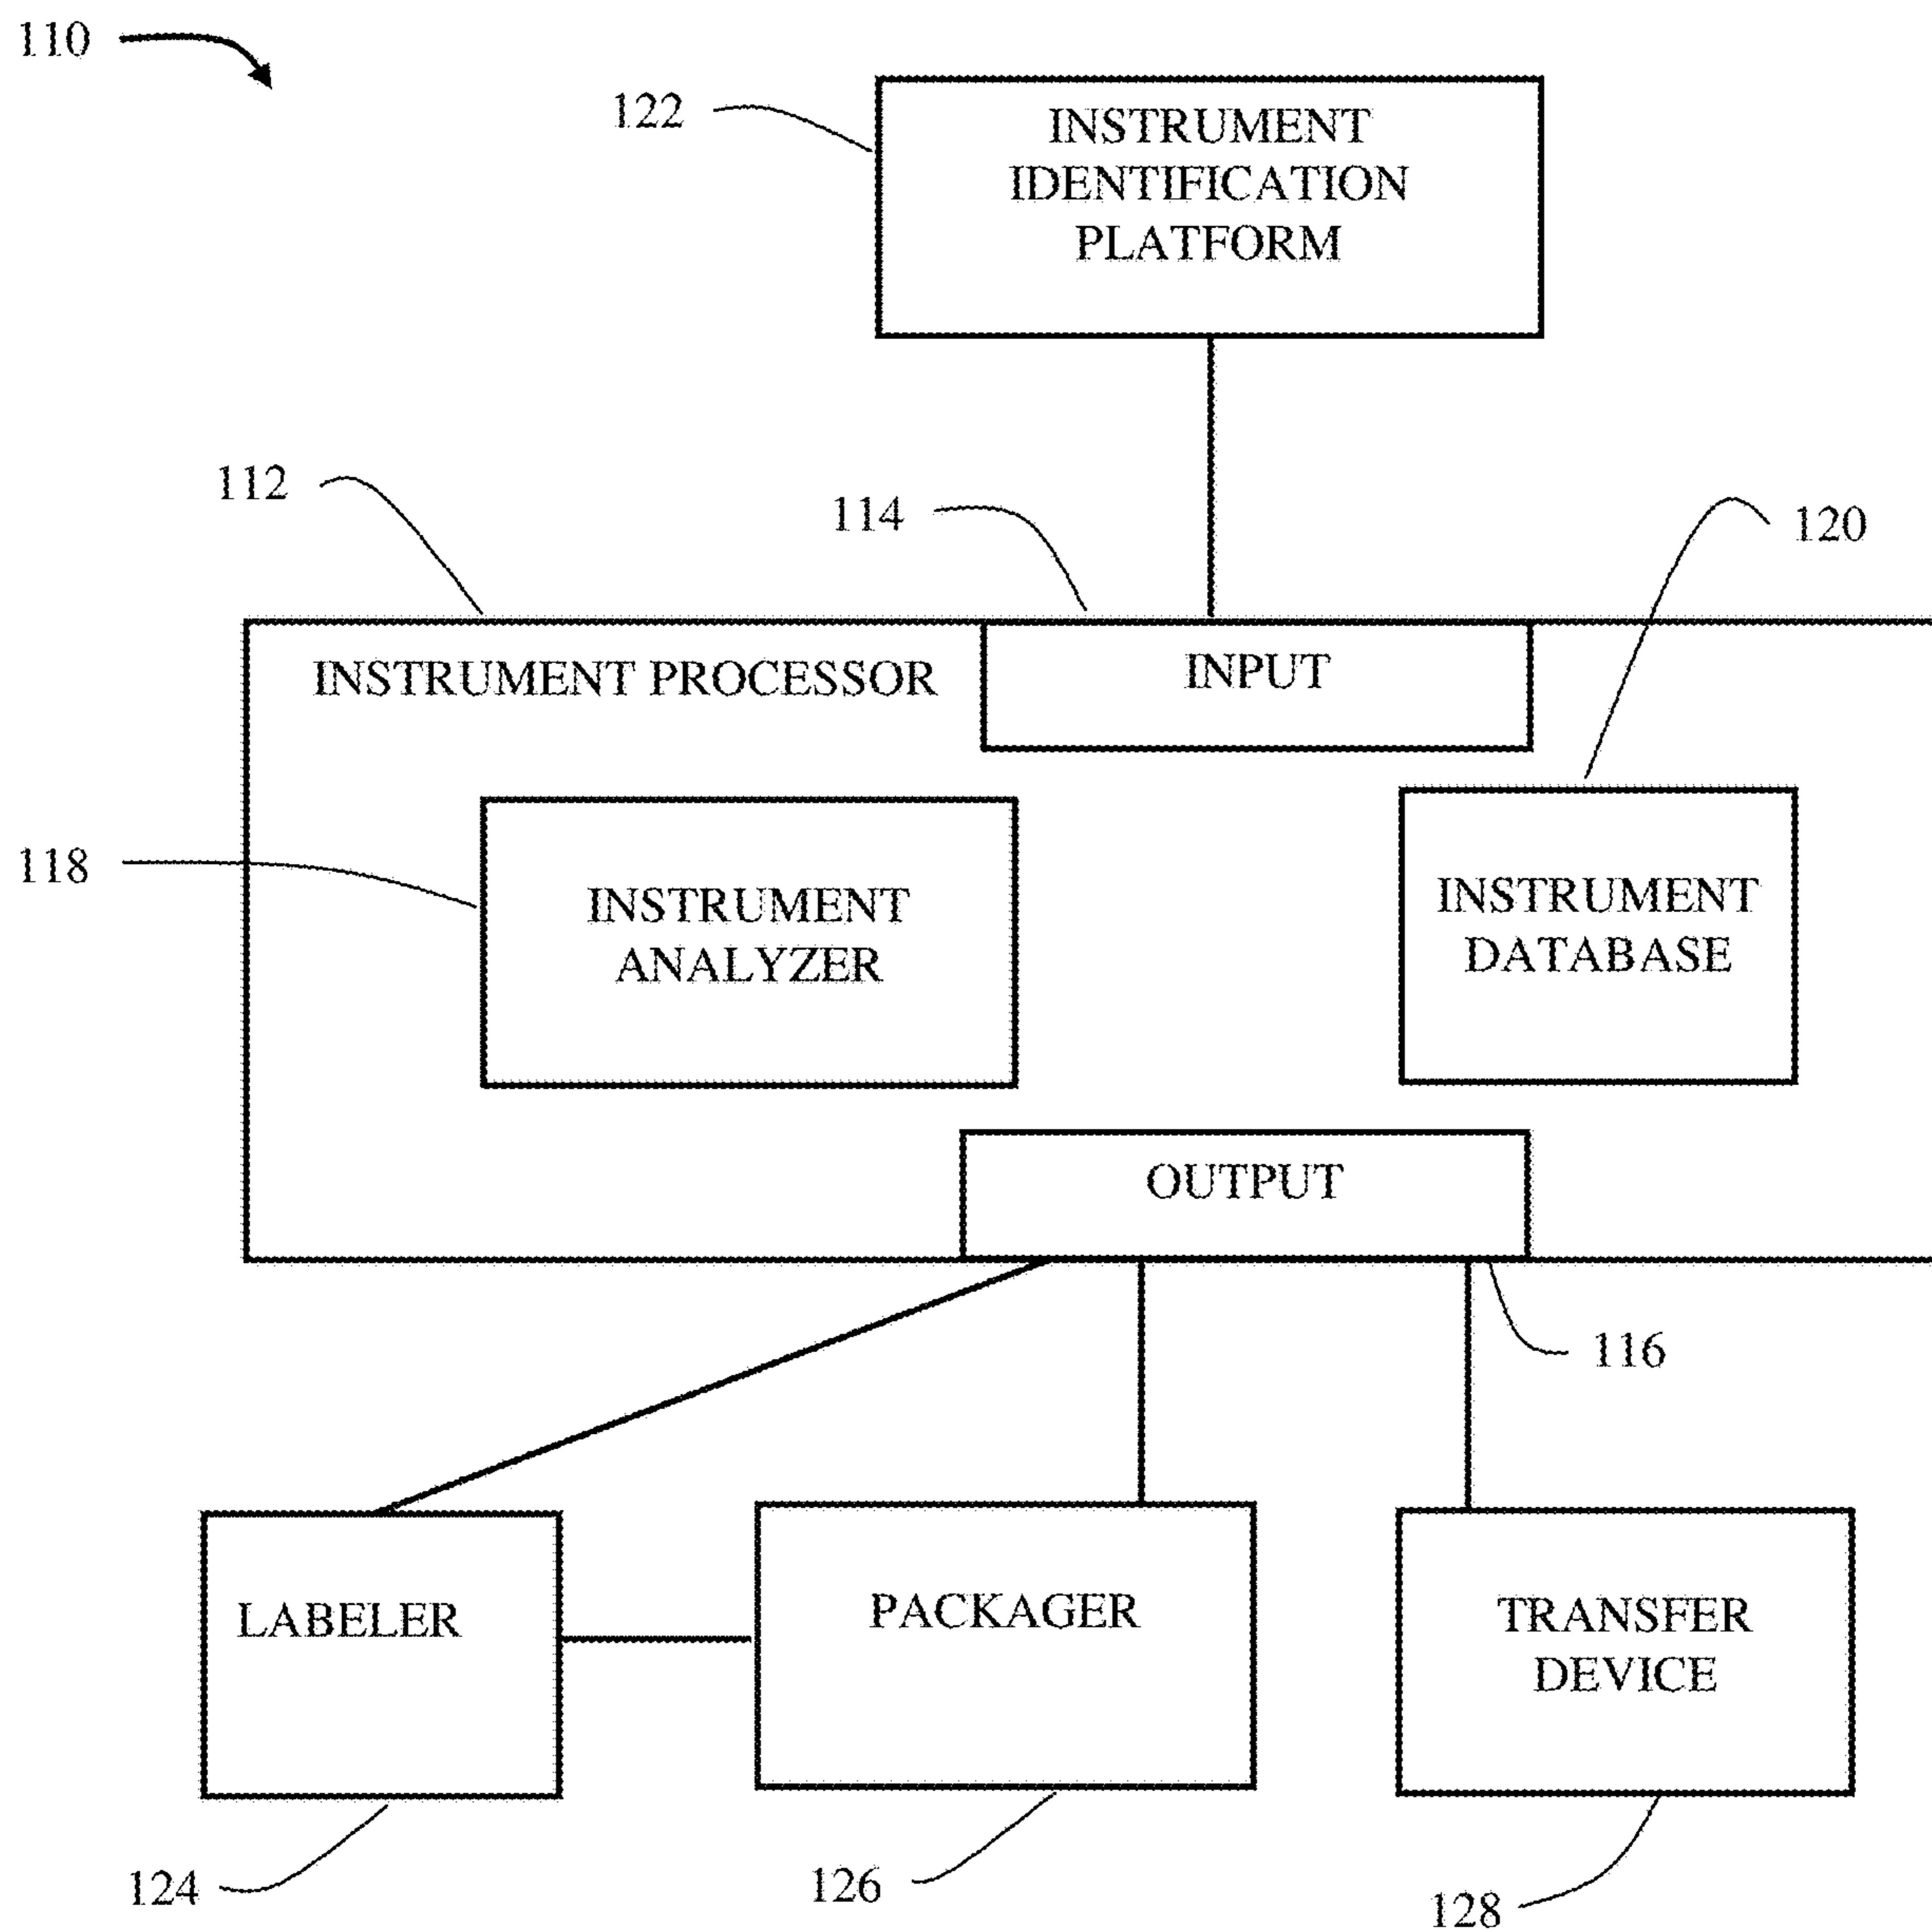 110
122
INSTRUMENT
IDENTIFICATION
PLATFORM
112
114
120
INSTRUMENT PROCESSOR
INPUT
118
INSTRUMENT
ANALYZER
INSTRUMENT
DATABASE
OUTPUT
116
LABELER
PACKAGER
TRANSFER
DEVICE
124
126
128